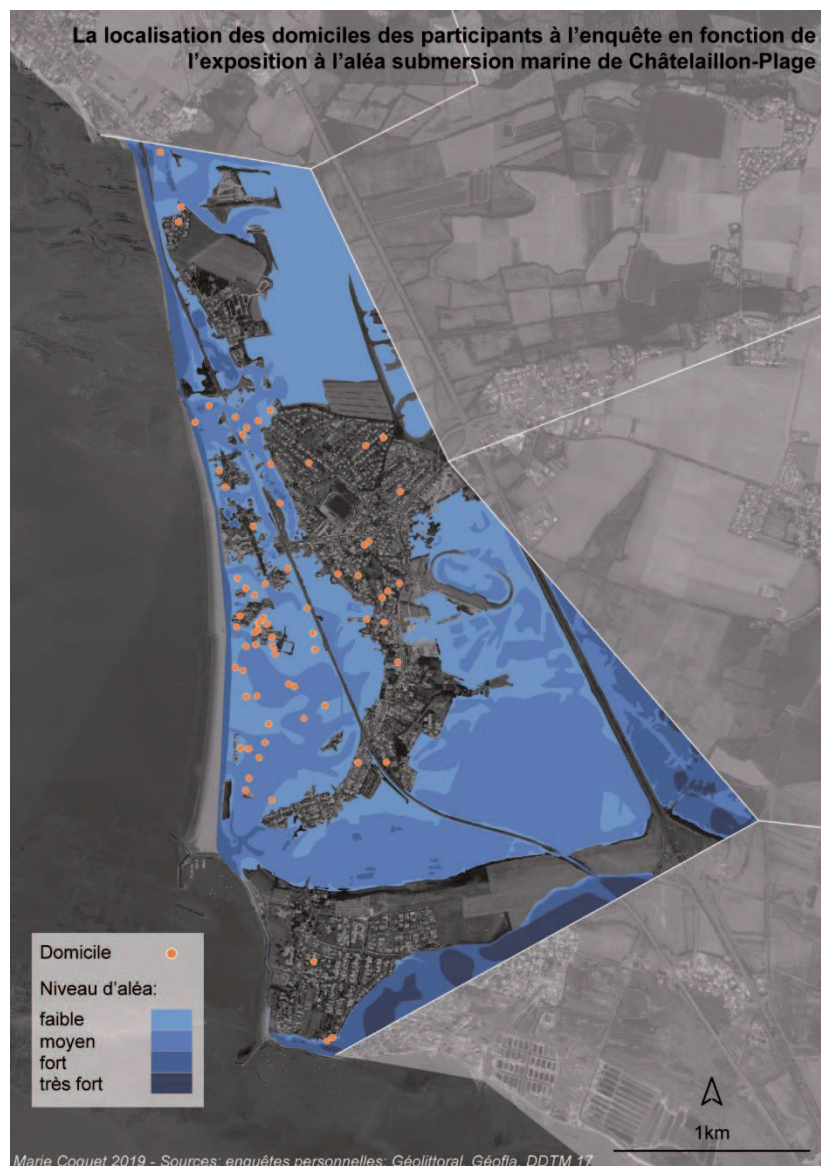 La localisation des domiciles des participants à l'enquête en fonction de
l'exposition à l'aléa submersion marine de Châtelaillon-Plage
Domicile
Niveau d'aléa:
faible
moyen
fort
très fort
1km
Marie Coquet 2019 - Sources: enquêtes personnelles; Géolittoral, Géofla, DDTM 17